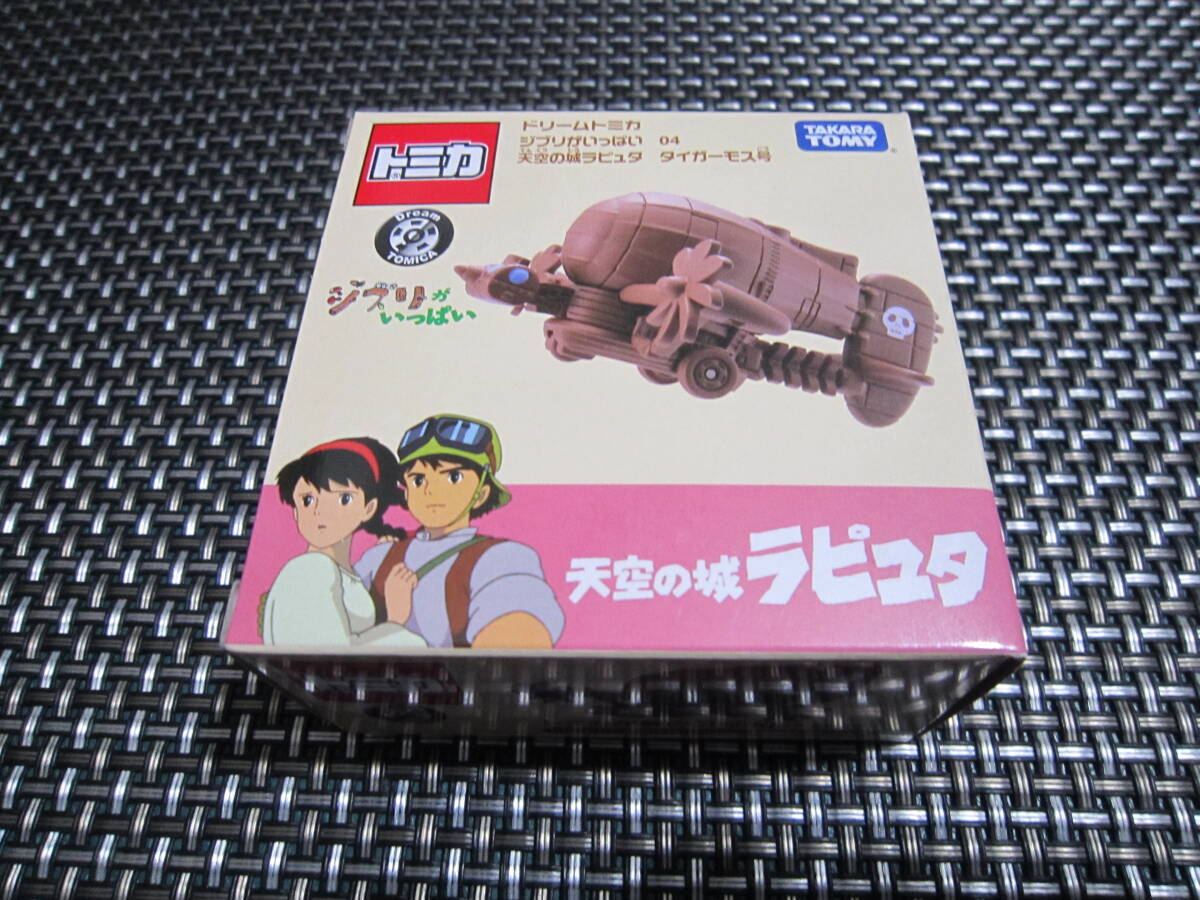 トミカ®
ドリームトミカ
ジブリがいっぱい 04
天空の城ラピュタ タイガーモス号
TAKARA
TOMY®
Dream
TOMICA
ジブリが
いっぱい
天空の城ラピュタ